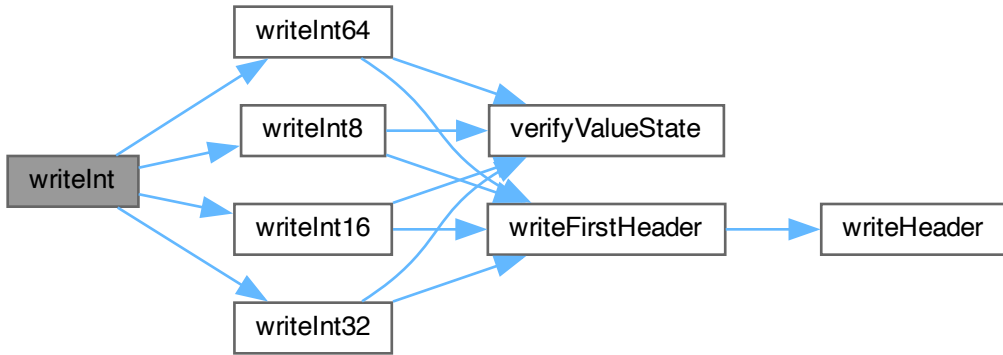 writeInt
writeInt64
writeInt8
writeInt16
writeInt32
verifyValueState
writeFirstHeader
writeHeader